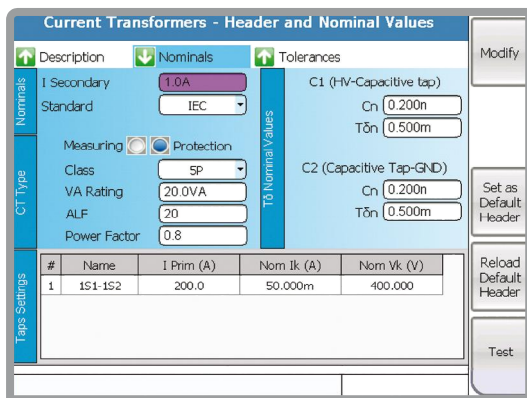 Current Transformers - Header and Nominal Values
Description Nominals Tolerances
Modify
Nominals
I Secondary 1.0A
Standard IEC
CT Type
Measuring Protection
Class 5P
VA Rating 20.0VA
ALF 20
Power Factor 0.8
Tδ Nominal Values
C1 (HV-Capacitive tap)
Cn 0.200n
Tδn 0.500m
C2 (Capacitive Tap-GND)
Cn 0.200n
Tδn 0.500m
Set as
Default
Header
Taps Settings
# Name I Prim (A) Nom Ik (A) Nom Vk (V)
1 1S1-1S2 200.0 50.000m 400.000
Reload
Default
Header
Test